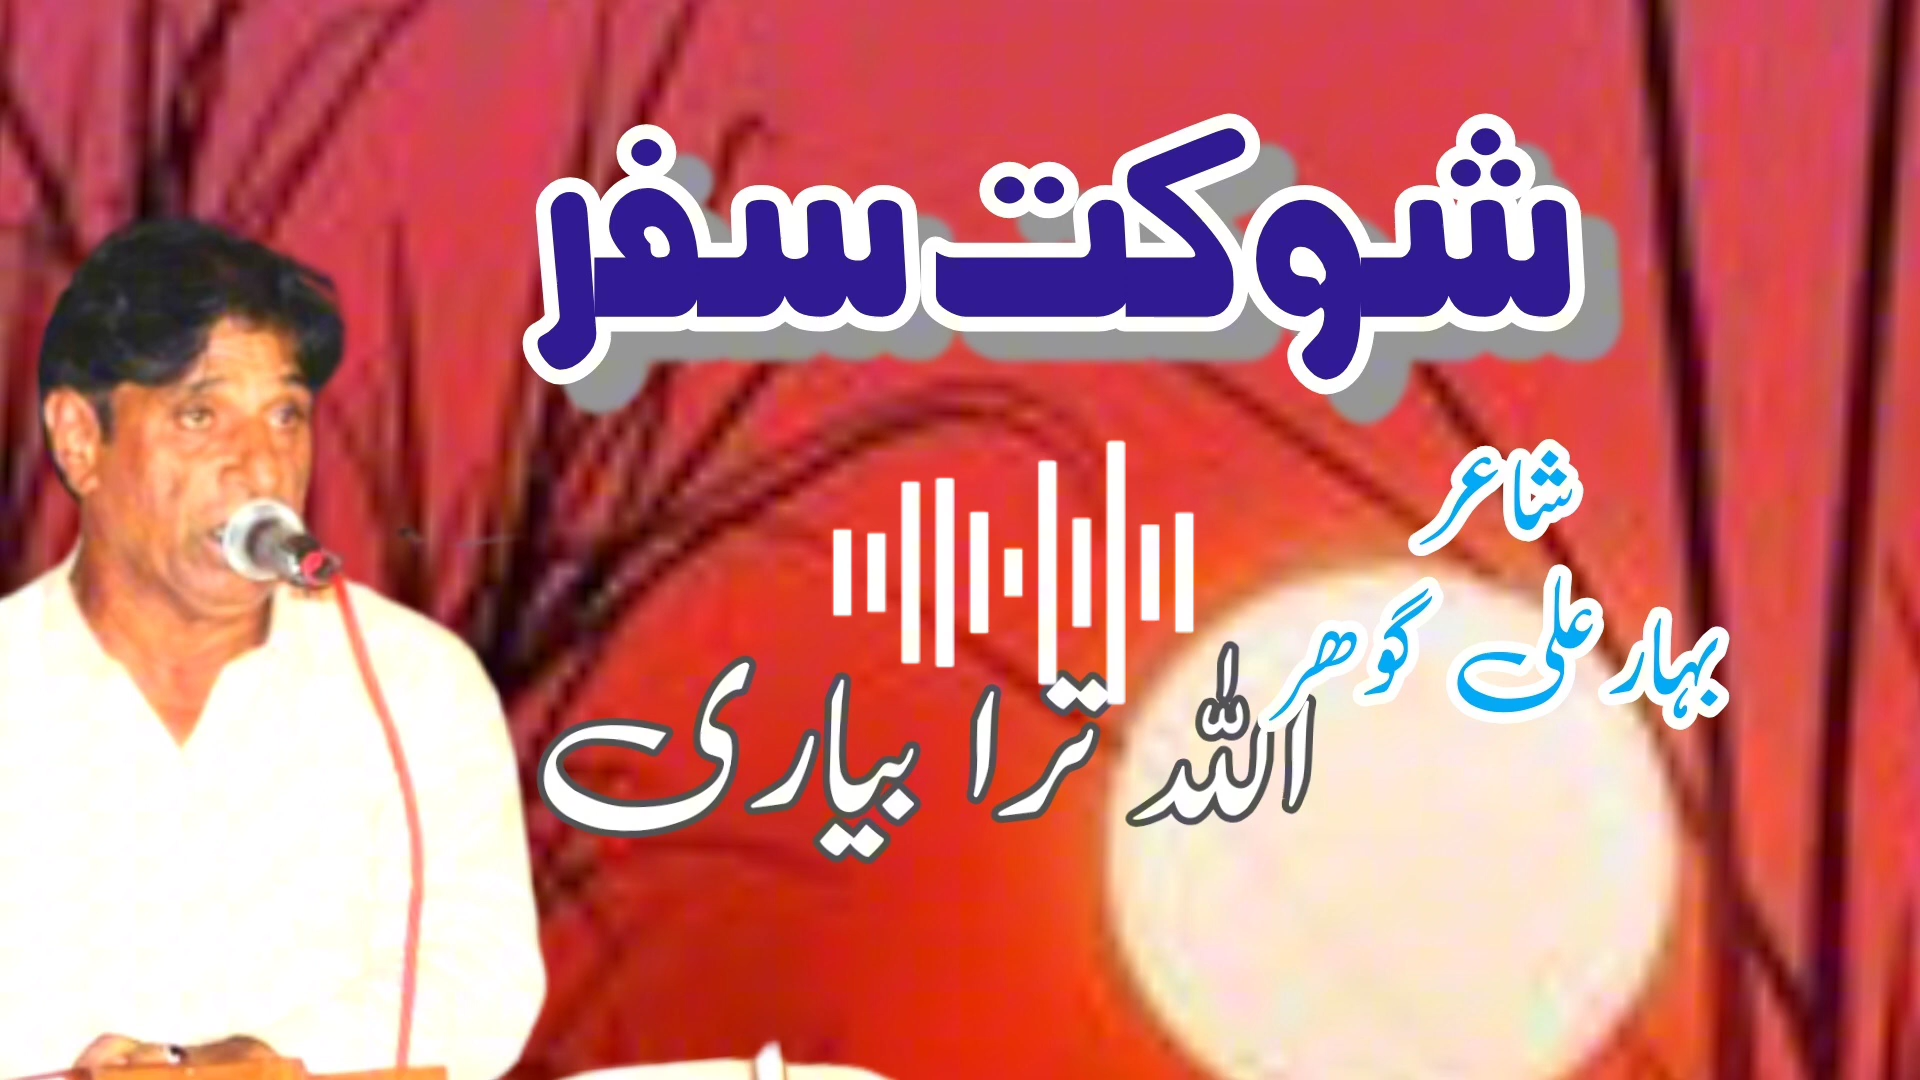 شوکت سفر
شاعر
بہار علی گوھر
اللہ ترا بیاری